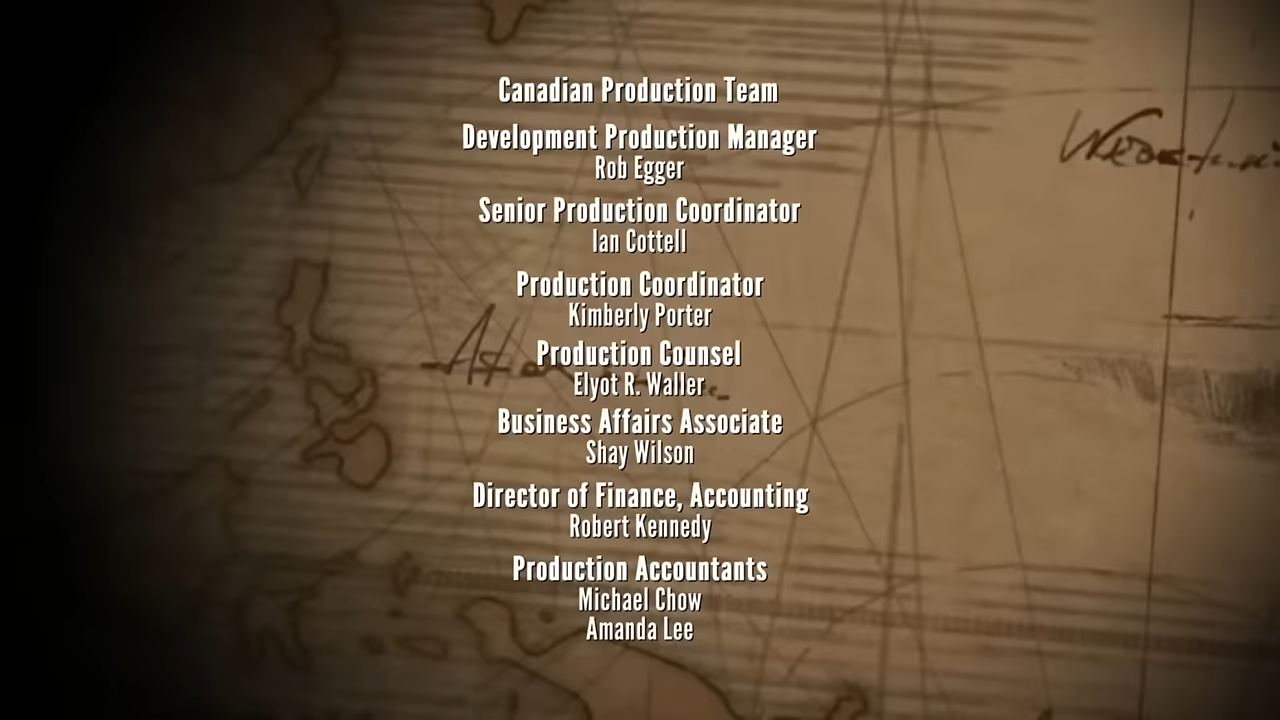 Canadian Production Team
Development Production Manager
Rob Egger
Senior Production Coordinator
Ian Cottell
Production Coordinator
Kimberly Porter
Production Counsel
Elyot R. Waller
Business Affairs Associate
Shay Wilson
Director of Finance, Accounting
Robert Kennedy
Production Accountants
Michael Chow
Amanda Lee